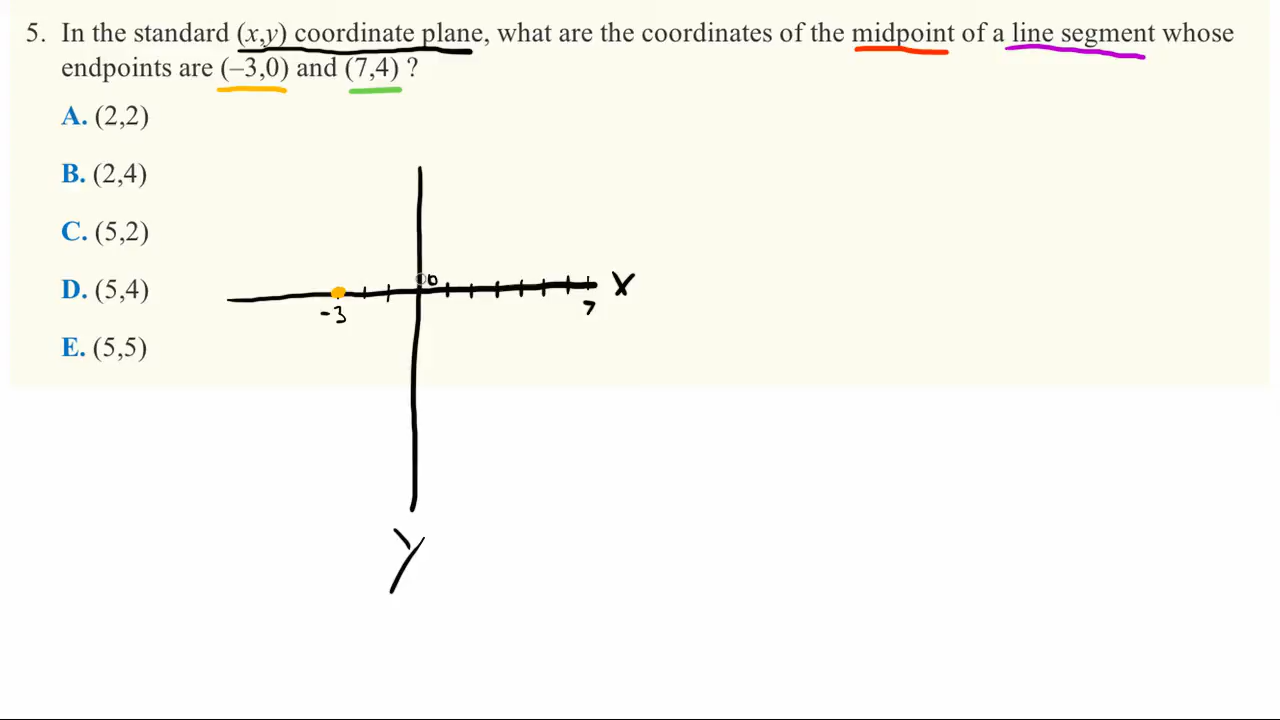 5. In the standard (x,y) coordinate plane, what are the coordinates of the midpoint of a line segment whose
endpoints are (–3,0) and (7,4) ?
A. (2,2)
B. (2,4)
C. (5,2)
D. (5,4)
E. (5,5)
0
X
-3
7
Y